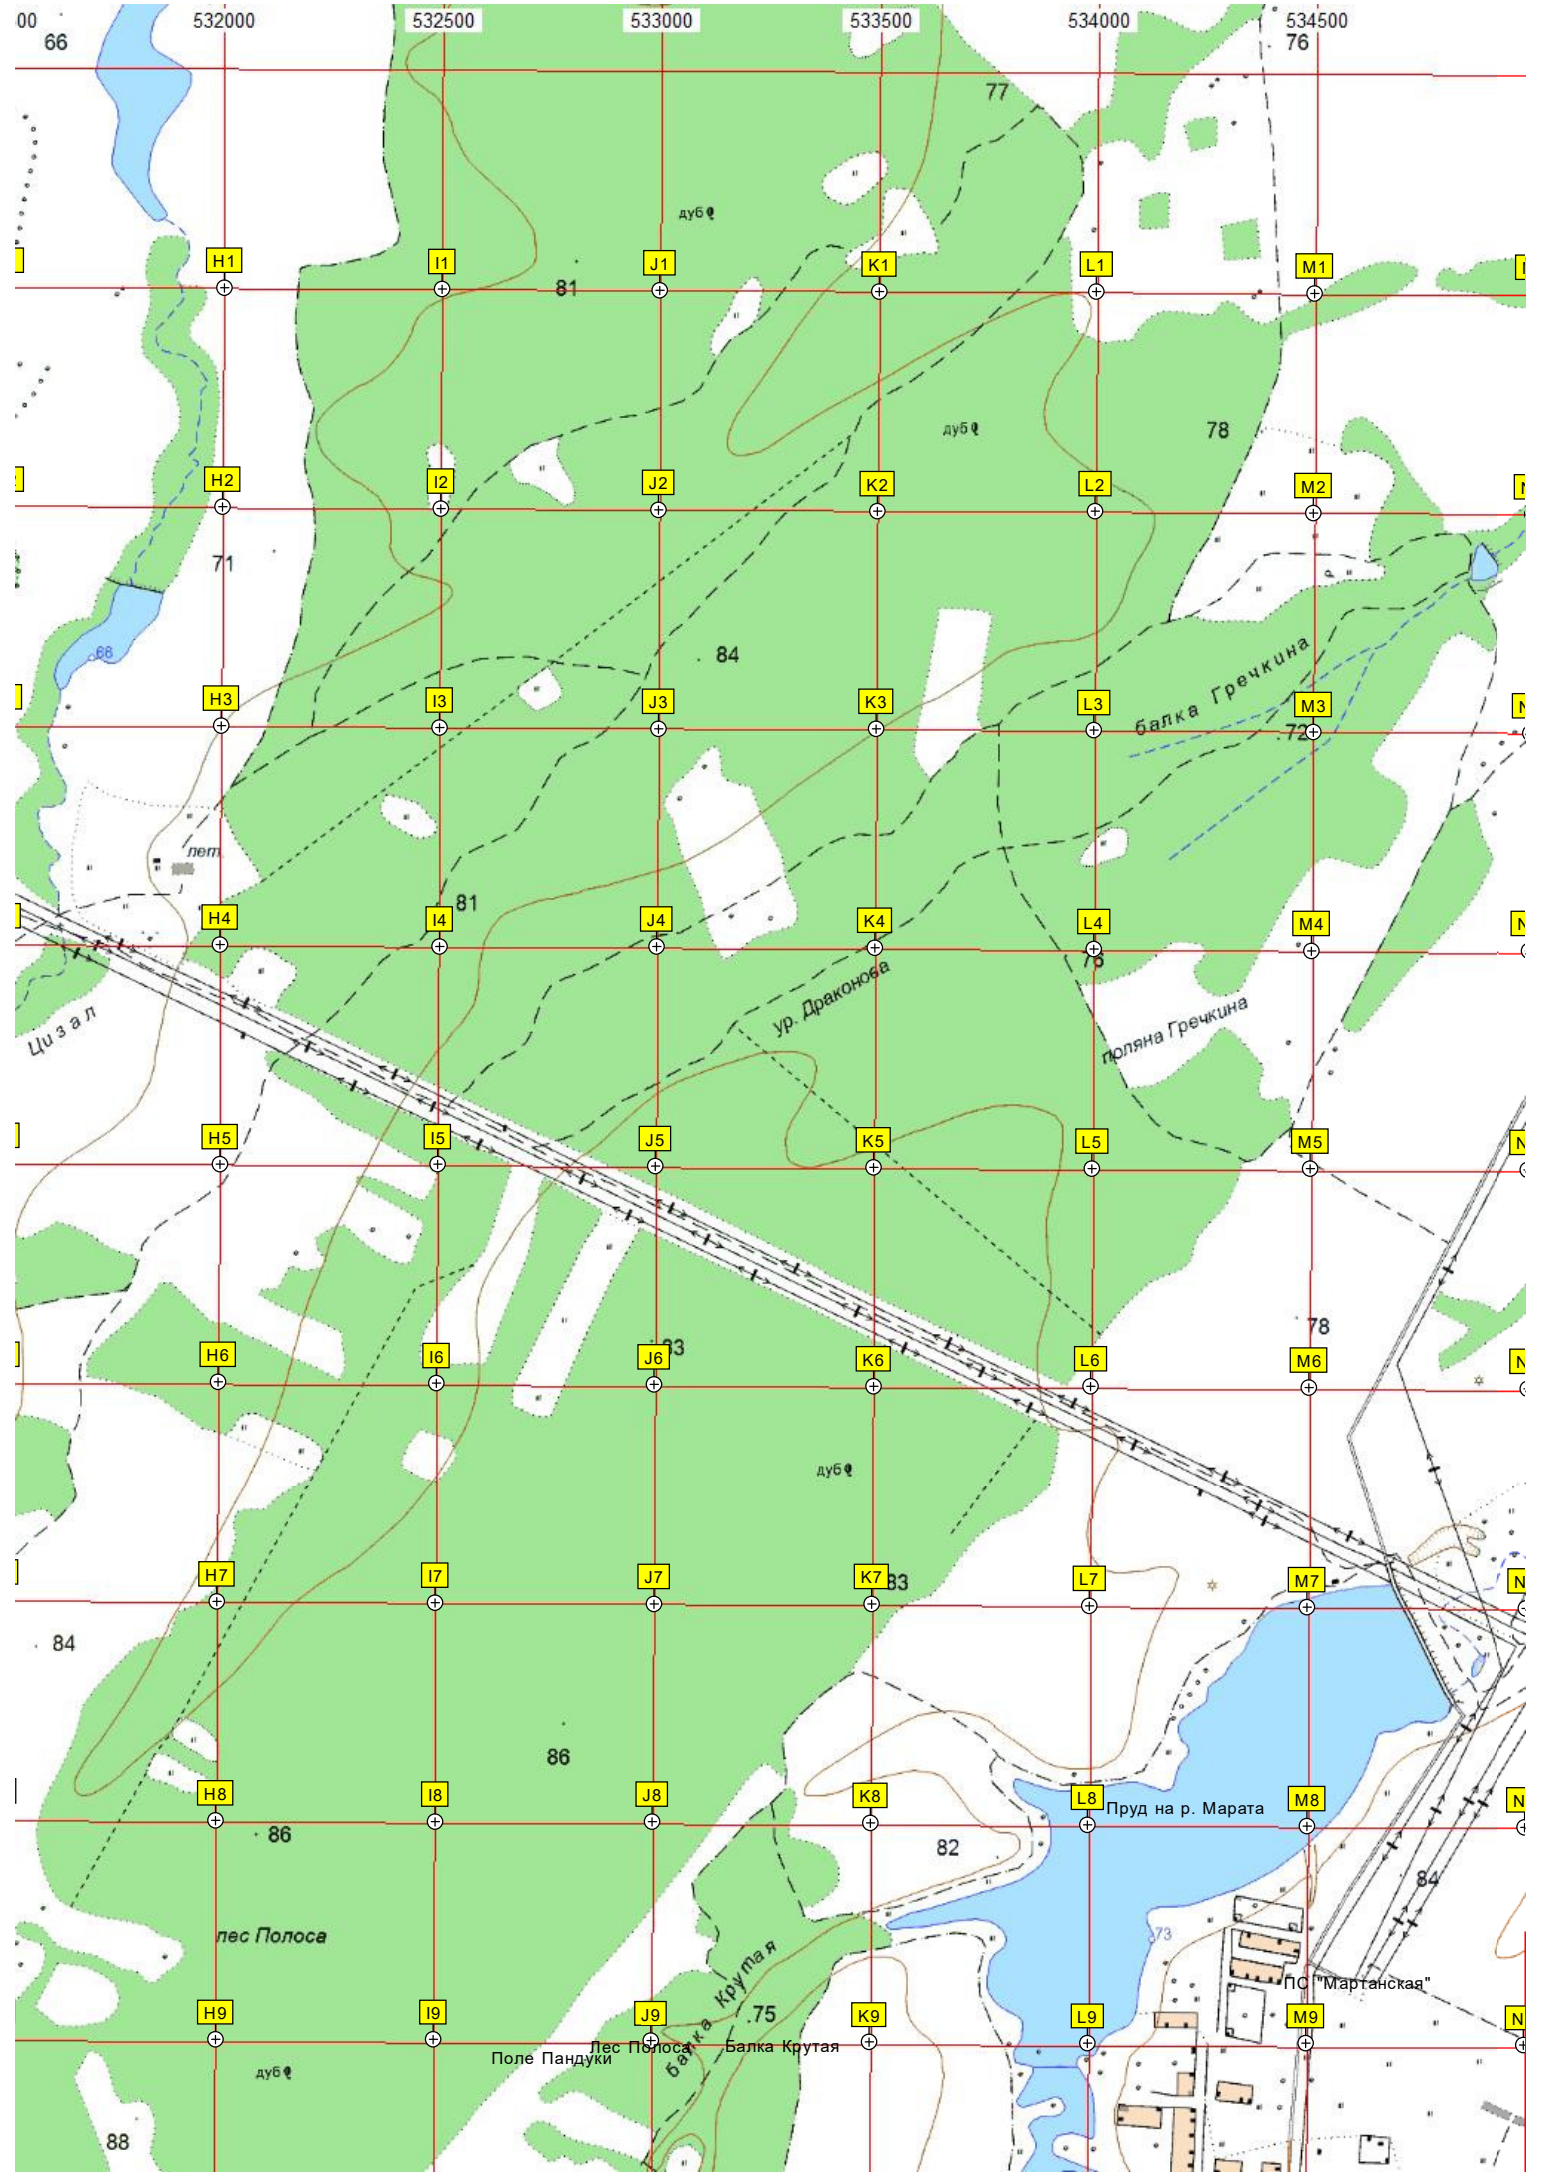 00 532000 532500 533000 533500 534000 534500
66 76
77
дуб
H1 I1 J1 K1 L1 M1
81
дуб 78
H2 I2 J2 K2 L2 M2
71
68 84
балка Гречкина
H3 I3 J3 K3 L3 M3
72
лет.
81
H4 I4 J4 K4 L4 M4
76
ур. Драконова
Цизал
поляна Гречкина
H5 I5 J5 K5 L5 M5
78
83
H6 I6 J6 K6 L6 M6
дуб
H7 I7 J7 K7 L7 M7
83
84
86
H8 I8 J8 K8 L8 M8
Пруд на р. Марата
86 82
84
73
лес Полоса
Балка Крутая
ПС "Мартанская"
75
H9 I9 J9 K9 L9 M9
Поле Пандуки Лес Полоса Балка Крутая
дуб
88